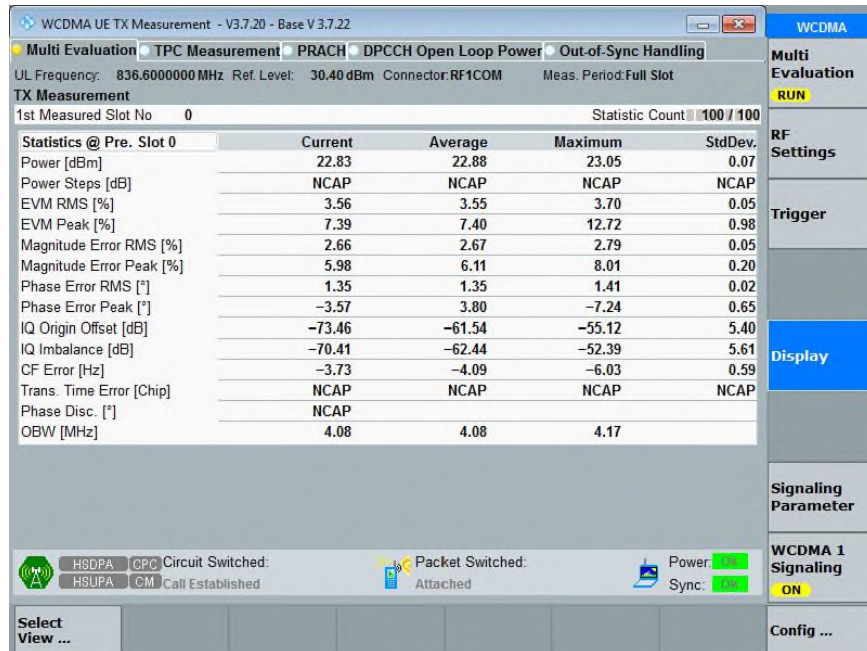 WCDMA UE TX Measurement - V3.7.20 - Base V 3.7.22
WCDMA
Multi Evaluation TPC Measurement PRACH DPCCH Open Loop Power Out-of-Sync Handling
Multi Evaluation
RUN
UL Frequency: 836.6000000 MHz Ref. Level: 30.40 dBm Connector:RF1COM Meas. Period:Full Slot
TX Measurement
1st Measured Slot No 0 Statistic Count 100 / 100
RF Settings
Statistics @ Pre. Slot 0 Current Average Maximum StdDev.
Power [dBm] 22.83 22.88 23.05 0.07
Power Steps [dB] NCAP NCAP NCAP NCAP
EVM RMS [%] 3.56 3.55 3.70 0.05
Trigger
EVM Peak [%] 7.39 7.40 12.72 0.98
Magnitude Error RMS [%] 2.66 2.67 2.79 0.05
Magnitude Error Peak [%] 5.98 6.11 8.01 0.20
Phase Error RMS [°] 1.35 1.35 1.41 0.02
Phase Error Peak [°] −3.57 3.80 −7.24 0.65
IQ Origin Offset [dB] −73.46 −61.54 −55.12 5.40
IQ Imbalance [dB] −70.41 −62.44 −52.39 5.61
Display
CF Error [Hz] −3.73 −4.09 −6.03 0.59
Trans. Time Error [Chip] NCAP NCAP NCAP NCAP
Phase Disc. [°] NCAP
OBW [MHz] 4.08 4.08 4.17
Signaling Parameter
HSDPA CPC Circuit Switched: Packet Switched: Power: Ok
HSUPA CM Call Established Attached Sync: Ok
WCDMA 1 Signaling
ON
Select View ...
Config ...